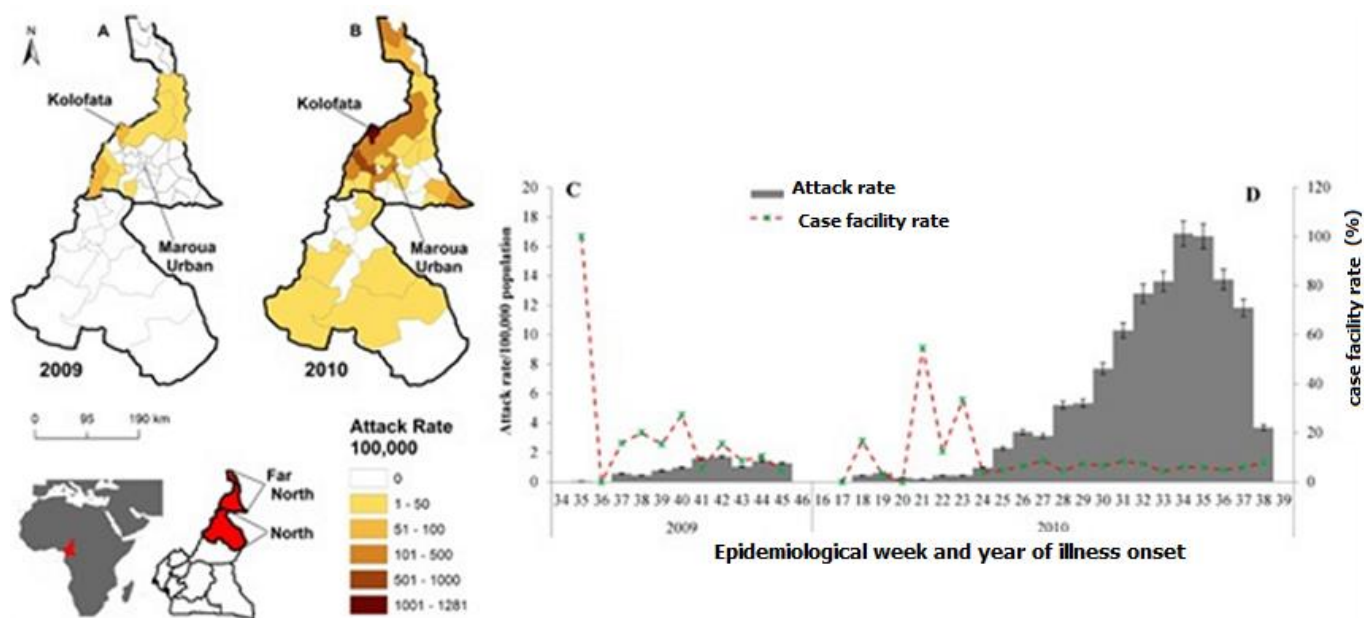 N
A
Kolofata
Maroua
Urban
2009
0 95 190 km
B
Kolofata
Maroua
Urban
2010
Attack Rate
100,000
0
1 - 50
51 - 100
101 - 500
501 - 1000
1001 - 1281
Far
North
North
C
Attack rate
Case facility rate
D
Attack rate/100,000 population
20
18
16
14
12
10
8
6
4
2
0
case facility rate (%)
120
100
80
60
40
20
0
34 35 36 37 38 39 40 41 42 43 44 45 46 16 17 18 19 20 21 22 23 24 25 26 27 28 29 30 31 32 33 34 35 36 37 38 39
2009 2010
Epidemiological week and year of illness onset